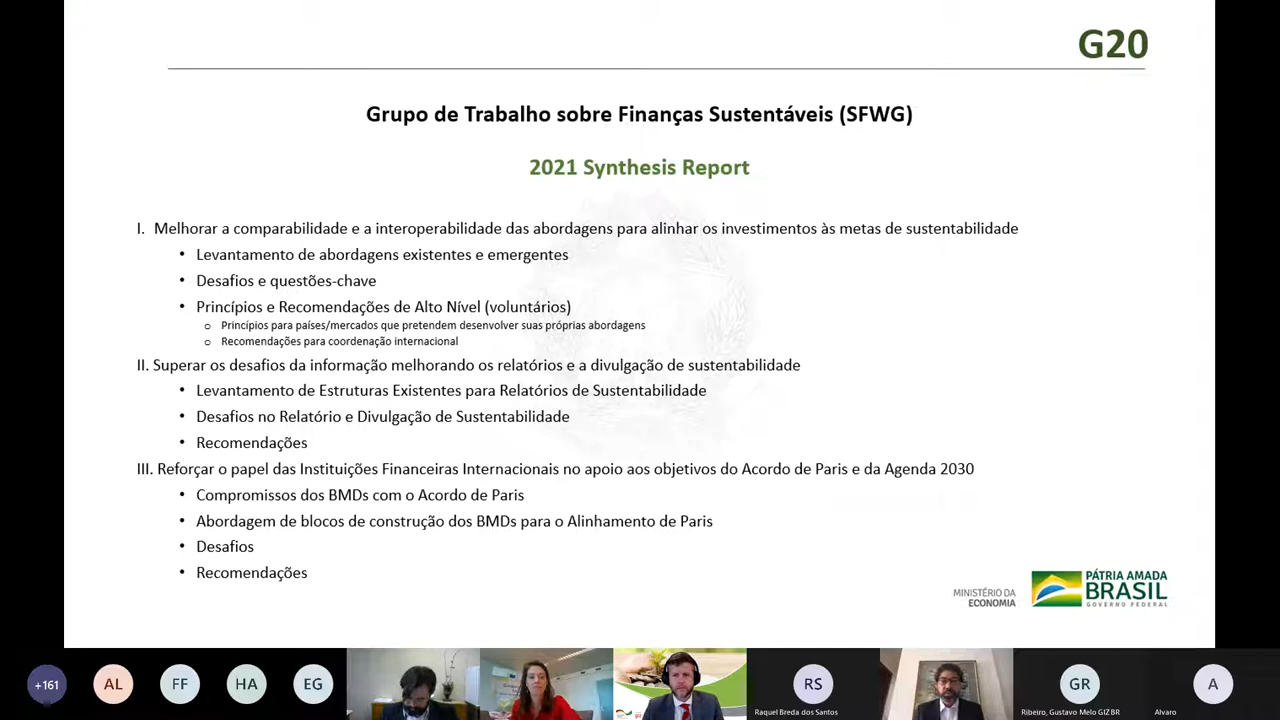 G20
Grupo de Trabalho sobre Finanças Sustentáveis (SFWG)
2021 Synthesis Report
I. Melhorar a comparabilidade e a interoperabilidade das abordagens para alinhar os investimentos às metas de sustentabilidade
• Levantamento de abordagens existentes e emergentes
• Desafios e questões-chave
• Princípios e Recomendações de Alto Nível (voluntários)
o Princípios para países/mercados que pretendem desenvolver suas próprias abordagens
o Recomendações para coordenação internacional
II. Superar os desafios da informação melhorando os relatórios e a divulgação de sustentabilidade
• Levantamento de Estruturas Existentes para Relatórios de Sustentabilidade
• Desafios no Relatório e Divulgação de Sustentabilidade
• Recomendações
III. Reforçar o papel das Instituições Financeiras Internacionais no apoio aos objetivos do Acordo de Paris e da Agenda 2030
• Compromissos dos BMDs com o Acordo de Paris
• Abordagem de blocos de construção dos BMDs para o Alinhamento de Paris
• Desafios
• Recomendações
MINISTÉRIO DA
ECONOMIA
PÁTRIA AMADA
BRASIL
GOVERNO FEDERAL
+161
AL
FF
HA
EG
RS
Raquel Breda dos Santos
GR
Ribeiro, Gustavo Melo GIZ BR
A
Alvaro